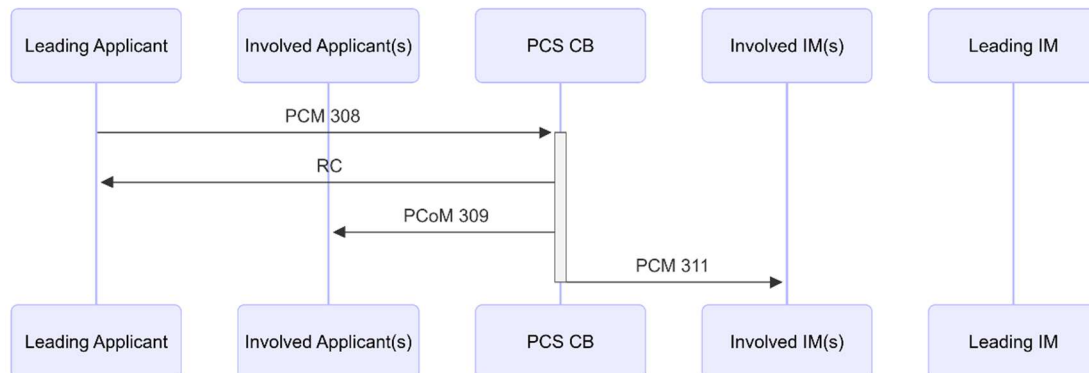 Leading Applicant
Involved Applicant(s)
PCS CB
Involved IM(s)
Leading IM
PCM 308
RC
PCoM 309
PCM 311
Leading Applicant
Involved Applicant(s)
PCS CB
Involved IM(s)
Leading IM